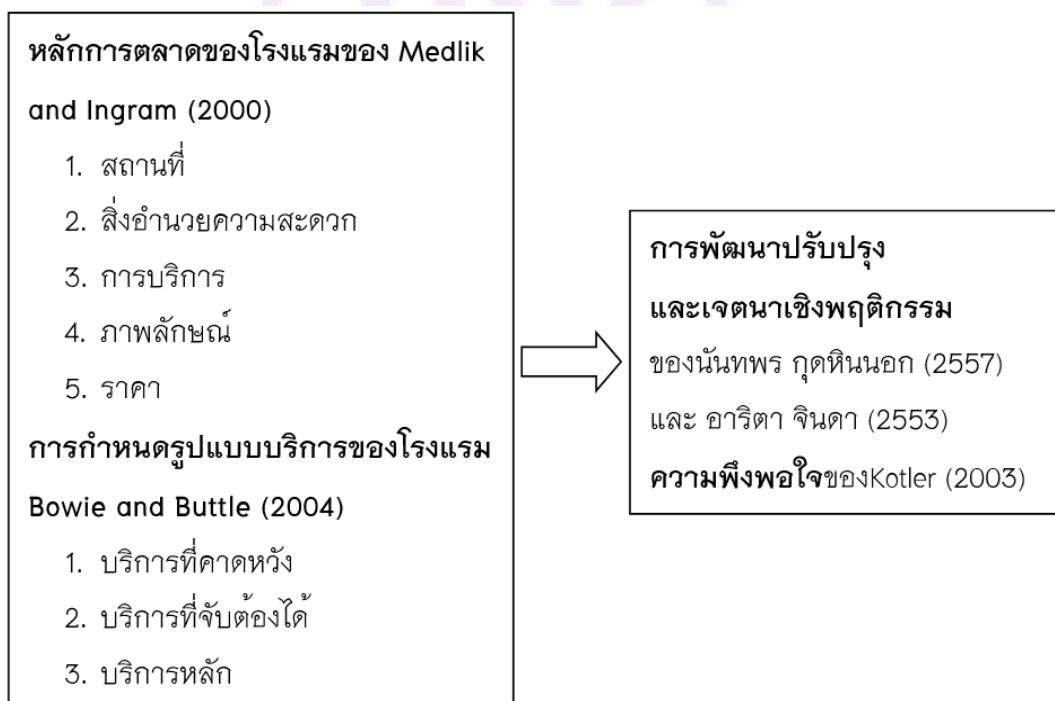 หลักการตลาดของโรงแรมของ Medlik
and Ingram (2000)
1. สถานที่
2. สิ่งอำนวยความสะดวก
3. การบริการ
4. ภาพลักษณ์
5. ราคา
การกำหนดรูปแบบบริการของโรงแรม
Bowie and Buttle (2004)
1. บริการที่คาดหวัง
2. บริการที่จับต้องได้
3. บริการหลัก
การพัฒนาปรับปรุง
และเจตนาเชิงพฤติกรรม
ของนันทพร กุดหินนอก (2557)
และ อาริตา จินดา (2553)
ความพึงพอใจของKotler (2003)